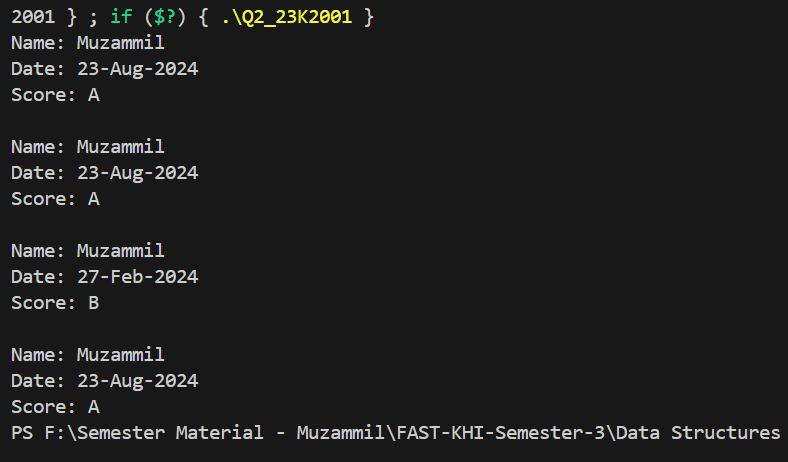 2001 } ; if ($?) { .\Q2_23K2001 }
Name: Muzammil
Date: 23-Aug-2024
Score: A
Name: Muzammil
Date: 23-Aug-2024
Score: A
Name: Muzammil
Date: 27-Feb-2024
Score: B
Name: Muzammil
Date: 23-Aug-2024
Score: A
PS F:\Semester Material - Muzammil\FAST-KHI-Semester-3\Data Structures